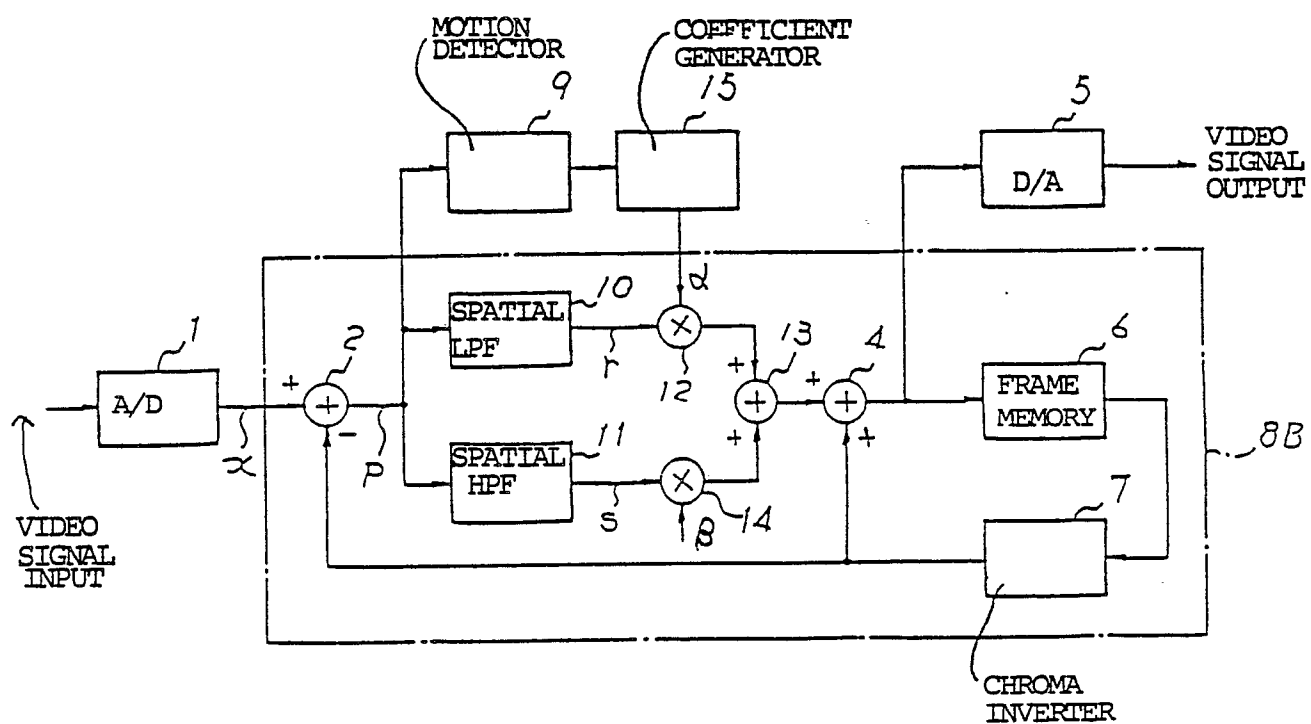 MOTION
DETECTOR
COEFFICIENT
GENERATOR
9
15
5
D/A
VIDEO
SIGNAL
OUTPUT
α
10
SPATIAL
LPF
r
×
12
1
A/D
x
2
+
+
-
p
13
+
+
+
4
+
+
+
6
FRAME
MEMORY
8B
11
SPATIAL
HPF
s
×
14
β
7
VIDEO
SIGNAL
INPUT
CHROMA
INVERTER